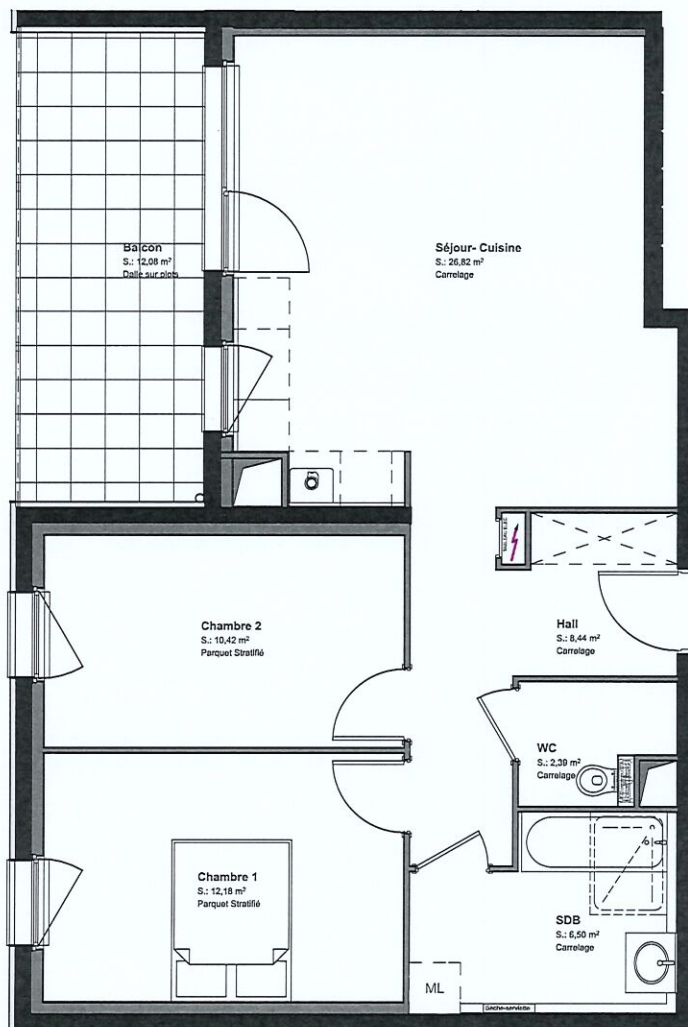 Balcon
S.: 12,08 m²
Dalle sur plots
Séjour- Cuisine
S.: 26,82 m²
Carrelage
Chambre 2
S.: 10,42 m²
Parquet Stratifié
Hall
S.: 8,44 m²
Carrelage
WC
S.: 2,39 m²
Carrelage
Chambre 1
S.: 12,18 m²
Parquet Stratifié
SDB
S.: 6,50 m²
Carrelage
ML
Sèche-serviette